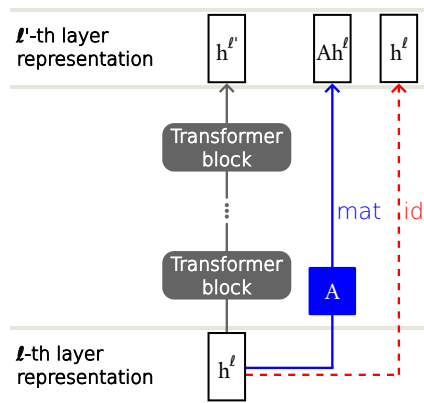 ℓ'-th layer
representation
h^ℓ'
Ah^ℓ
h^ℓ
Transformer
block
mat
id
Transformer
block
A
ℓ-th layer
representation
h^ℓ